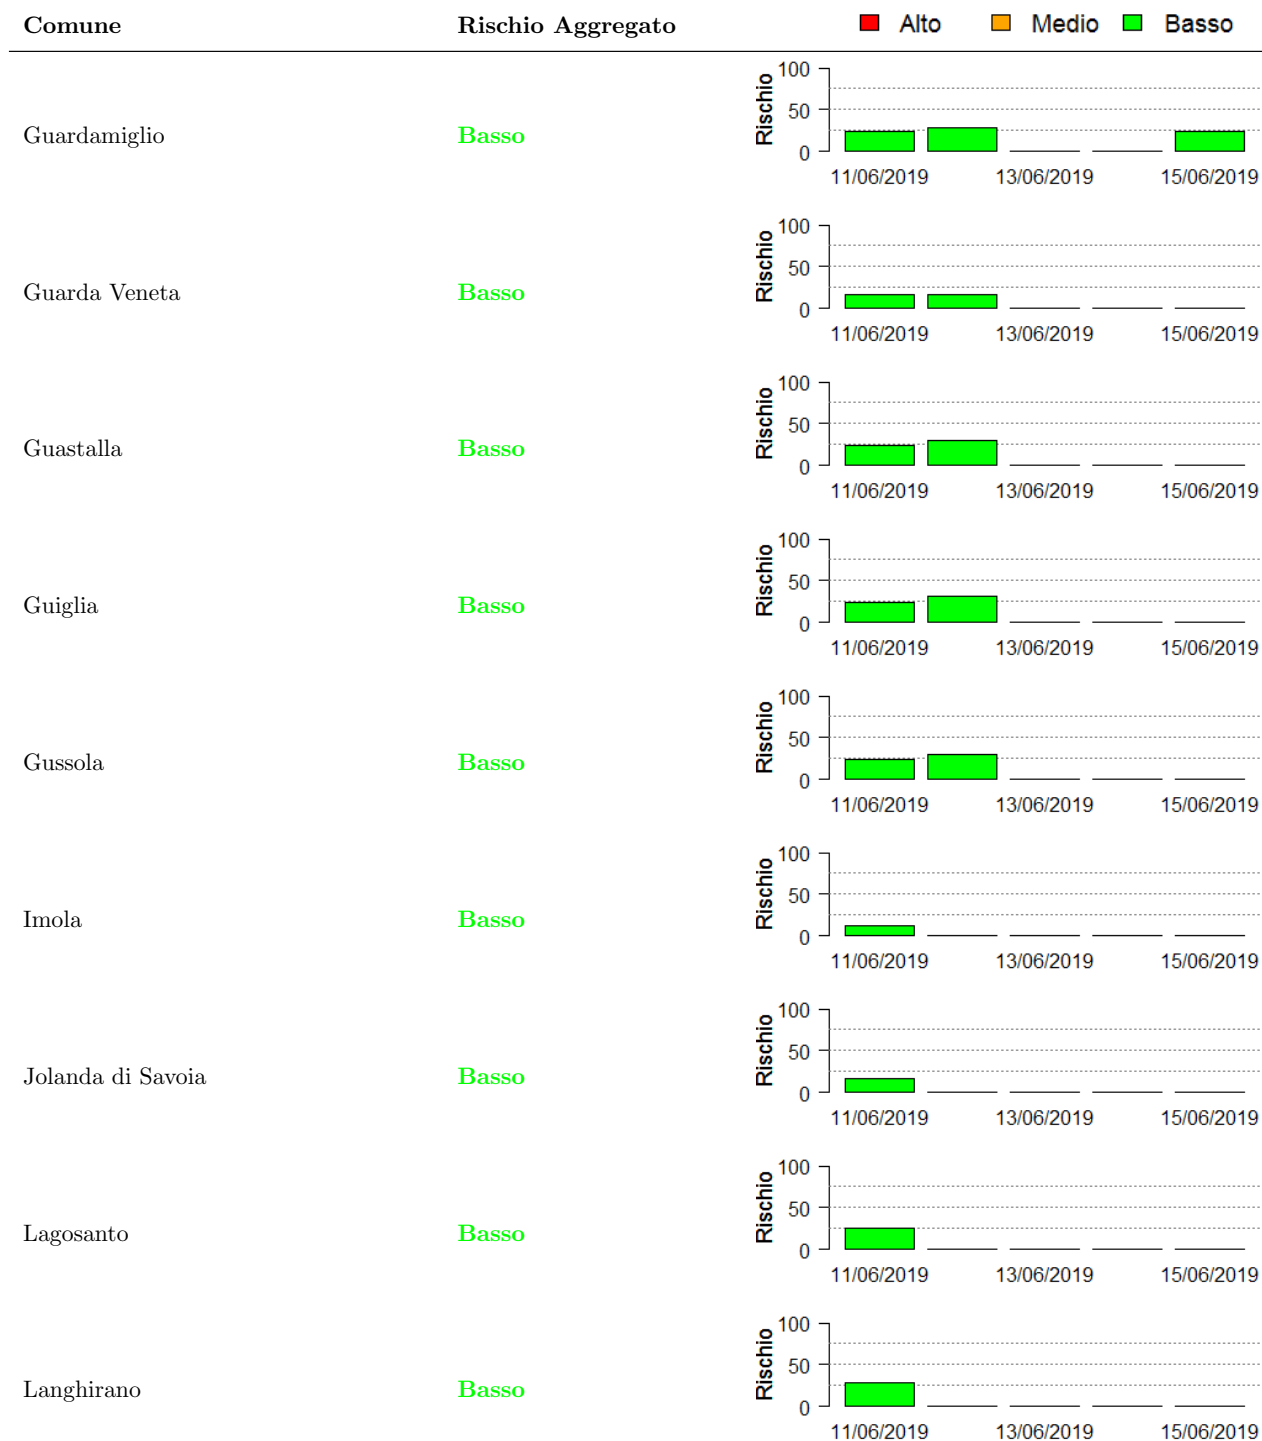 Comune Rischio Aggregato Alto Medio Basso
Guardamiglio Basso Rischio 100 50 0
11/06/2019 13/06/2019 15/06/2019
Guarda Veneta Basso Rischio 100 50 0
11/06/2019 13/06/2019 15/06/2019
Guastalla Basso Rischio 100 50 0
11/06/2019 13/06/2019 15/06/2019
Guiglia Basso Rischio 100 50 0
11/06/2019 13/06/2019 15/06/2019
Gussola Basso Rischio 100 50 0
11/06/2019 13/06/2019 15/06/2019
Imola Basso Rischio 100 50 0
11/06/2019 13/06/2019 15/06/2019
Jolanda di Savoia Basso Rischio 100 50 0
11/06/2019 13/06/2019 15/06/2019
Lagosanto Basso Rischio 100 50 0
11/06/2019 13/06/2019 15/06/2019
Langhirano Basso Rischio 100 50 0
11/06/2019 13/06/2019 15/06/2019